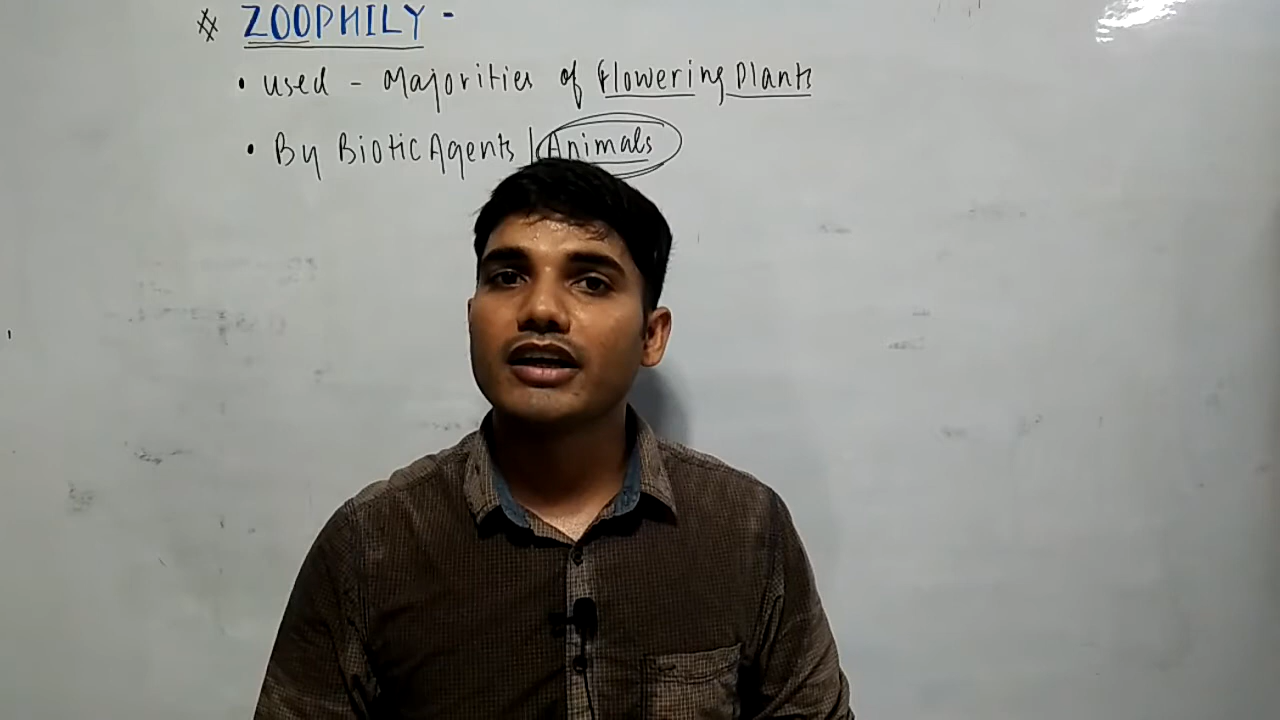 # ZOOPHILY -
• used - Majorities of Flowering Plants
• By Biotic Agents | Animals